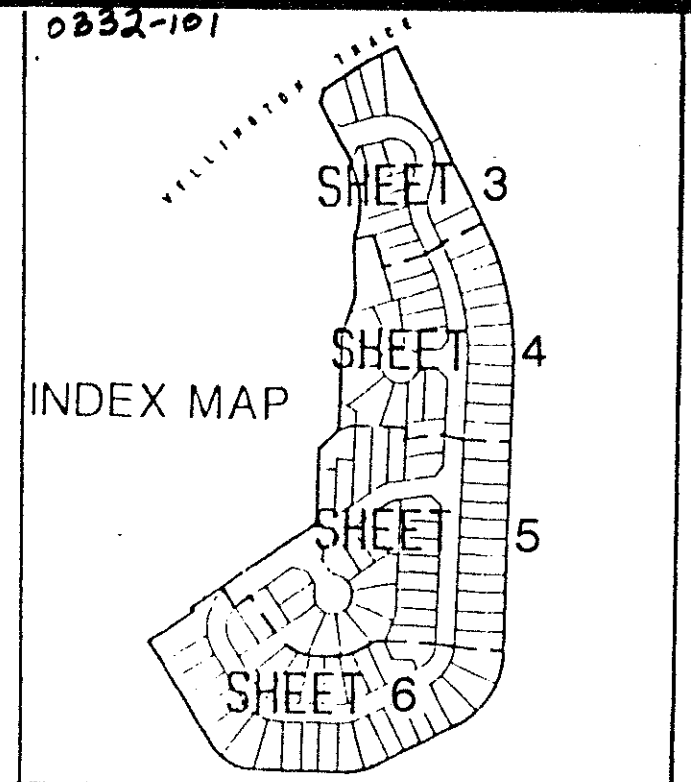 0332-101
WELLINGTON TRACE
SHEET 3
SHEET 4
INDEX MAP
SHEET 5
SHEET 6